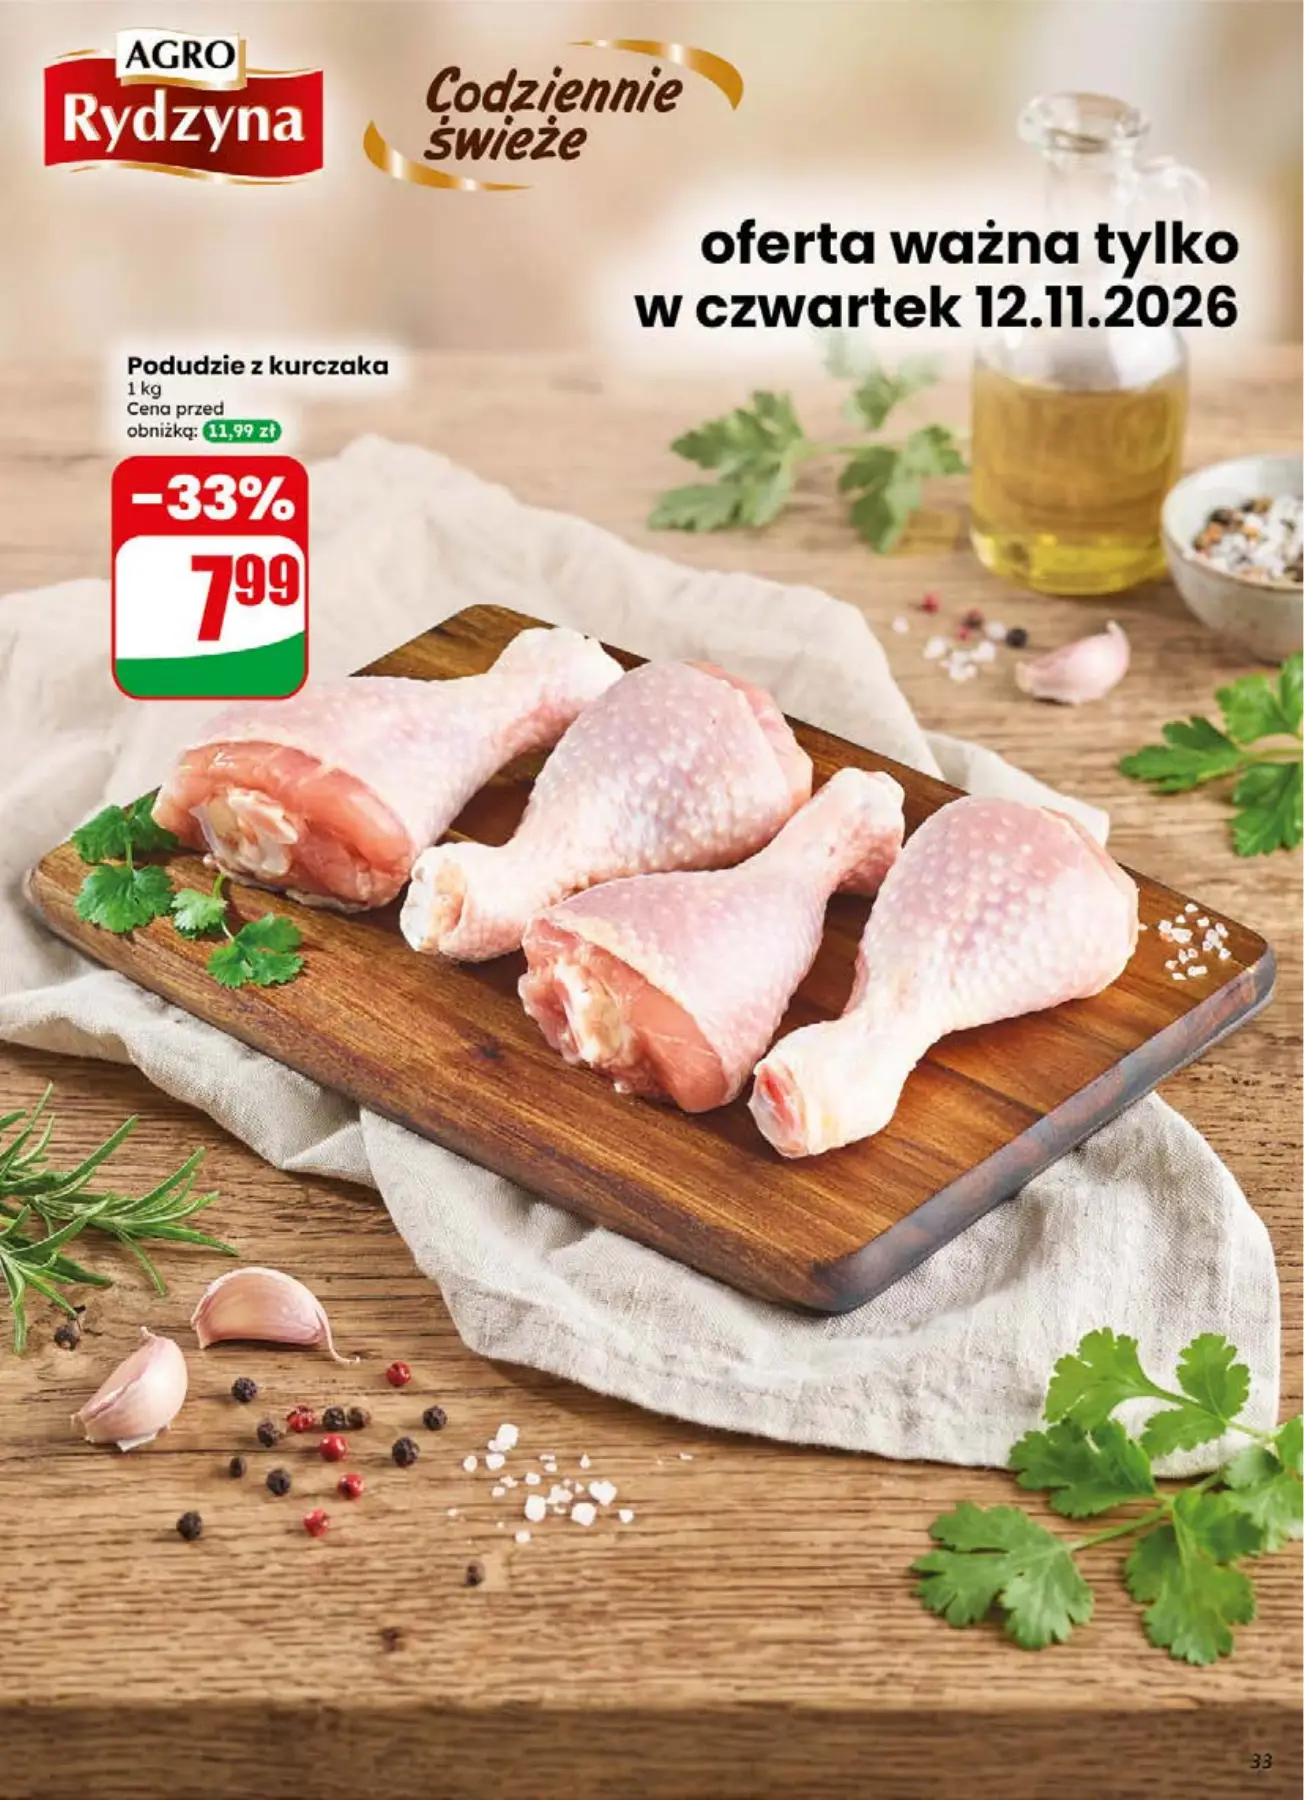 AGRO
Rydzyna
Codziennie
świeże
oferta ważna tylko
w czwartek 12.11.2026
Podudzie z kurczaka
1 kg
Cena przed
obniżką: 11,99 zł
-33%
7 99
33